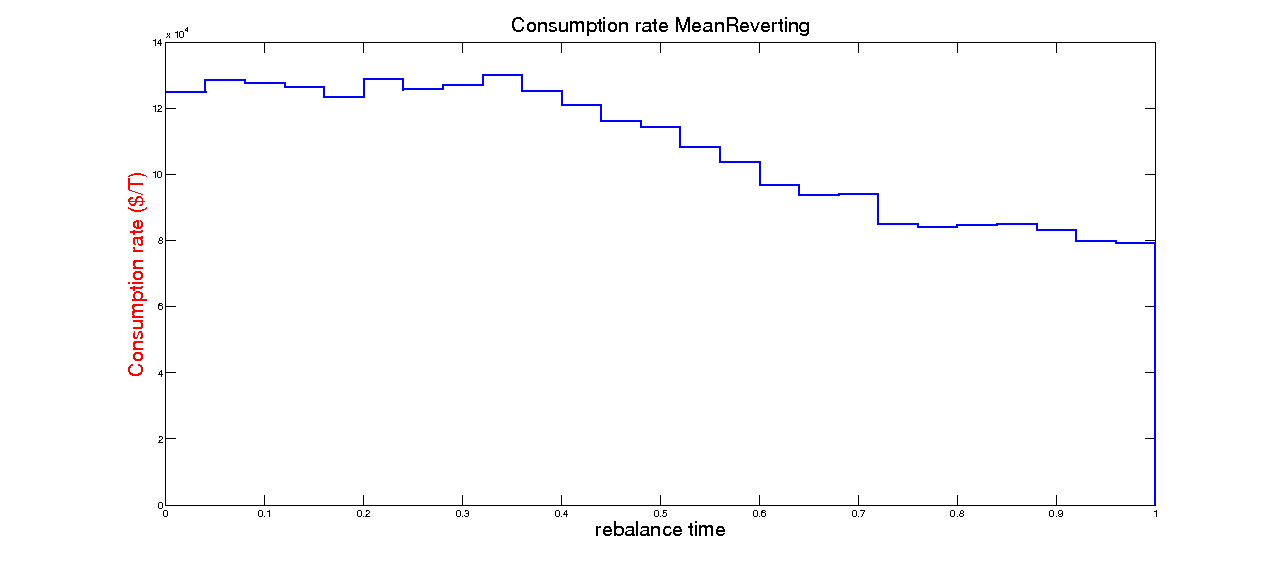 Consumption rate MeanReverting
x 10^4
14
12
10
8
6
4
2
0
Consumption rate ($/T)
0 0.1 0.2 0.3 0.4 0.5 0.6 0.7 0.8 0.9 1
rebalance time